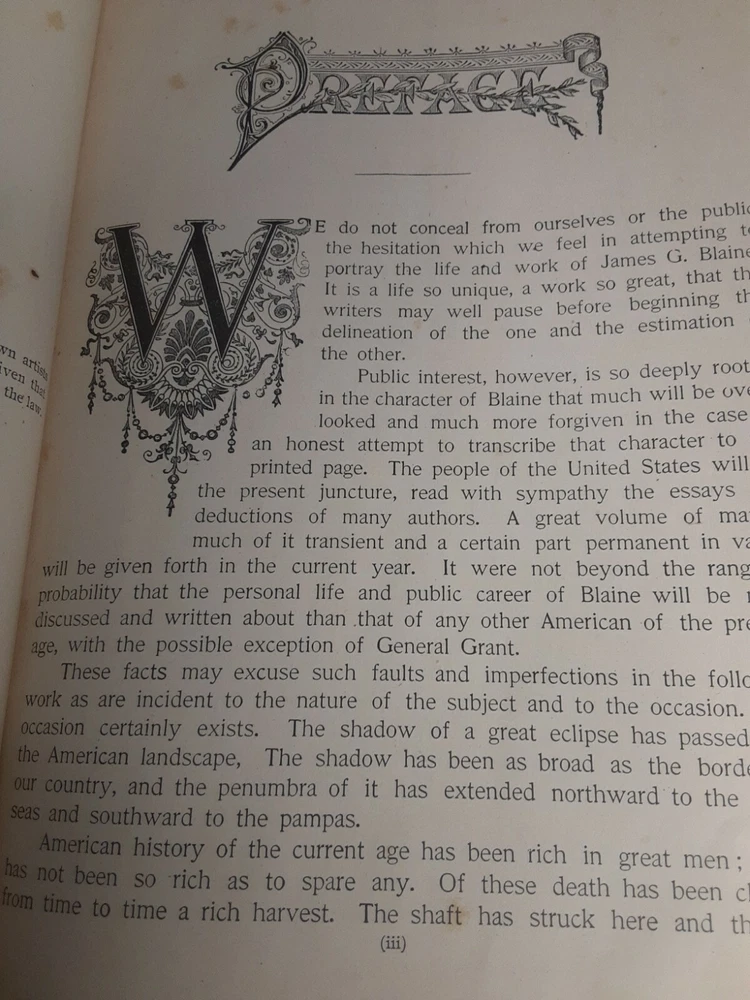 PREFACE
WE do not conceal from ourselves or the public
the hesitation which we feel in attempting to
portray the life and work of James G. Blaine
It is a life so unique, a work so great, that th
writers may well pause before beginning th
delineation of the one and the estimation
the other.
Public interest, however, is so deeply root
in the character of Blaine that much will be ove
looked and much more forgiven in the case
an honest attempt to transcribe that character to
printed page. The people of the United States will
the present juncture, read with sympathy the essays
deductions of many authors. A great volume of ma
much of it transient and a certain part permanent in va
will be given forth in the current year. It were not beyond the rang
probability that the personal life and public career of Blaine will be
discussed and written about than that of any other American of the pre
age, with the possible exception of General Grant.
These facts may excuse such faults and imperfections in the follo
work as are incident to the nature of the subject and to the occasion.
occasion certainly exists. The shadow of a great eclipse has passed
the American landscape, The shadow has been as broad as the borde
our country, and the penumbra of it has extended northward to the
seas and southward to the pampas.
American history of the current age has been rich in great men;
has not been so rich as to spare any. Of these death has been cl
from time to time a rich harvest. The shaft has struck here and th
(iii)
wn artists
iven that
the law.